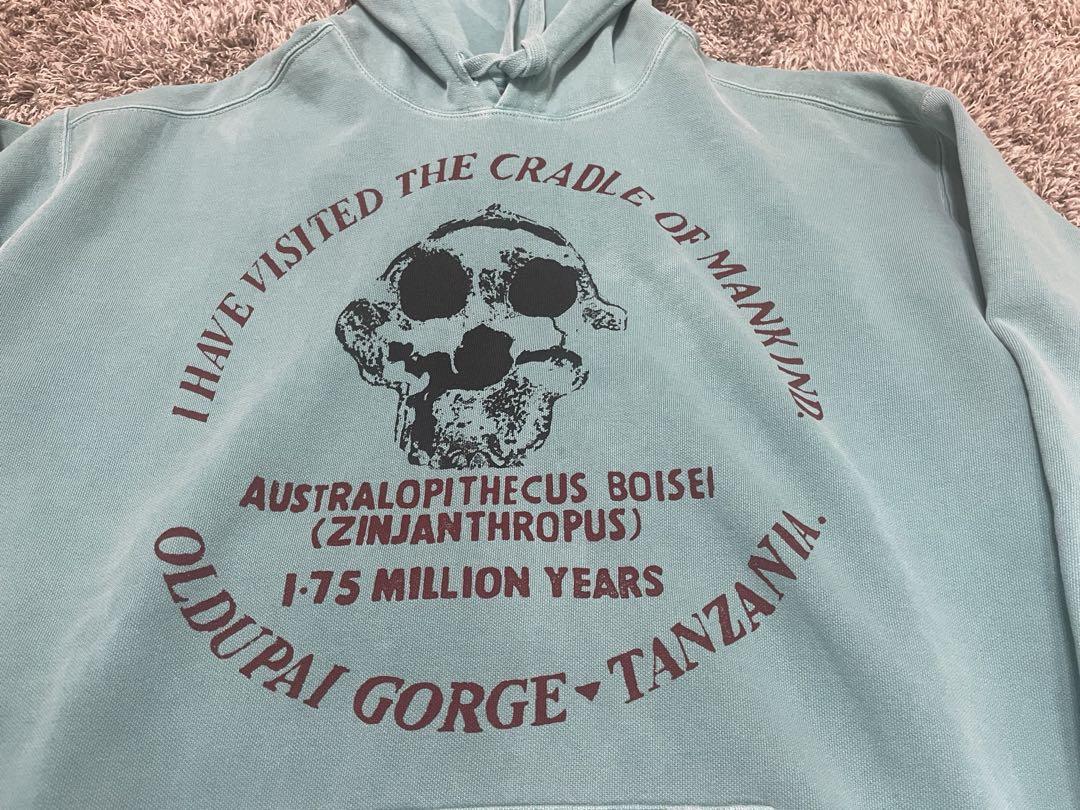 I HAVE VISITED THE CRADLE OF MANKIND.
AUSTRALOPITHECUS BOISEI
(ZINJANTHROPUS)
1·75 MILLION YEARS
OLDUPAI GORGE ▾ TANZANIA.